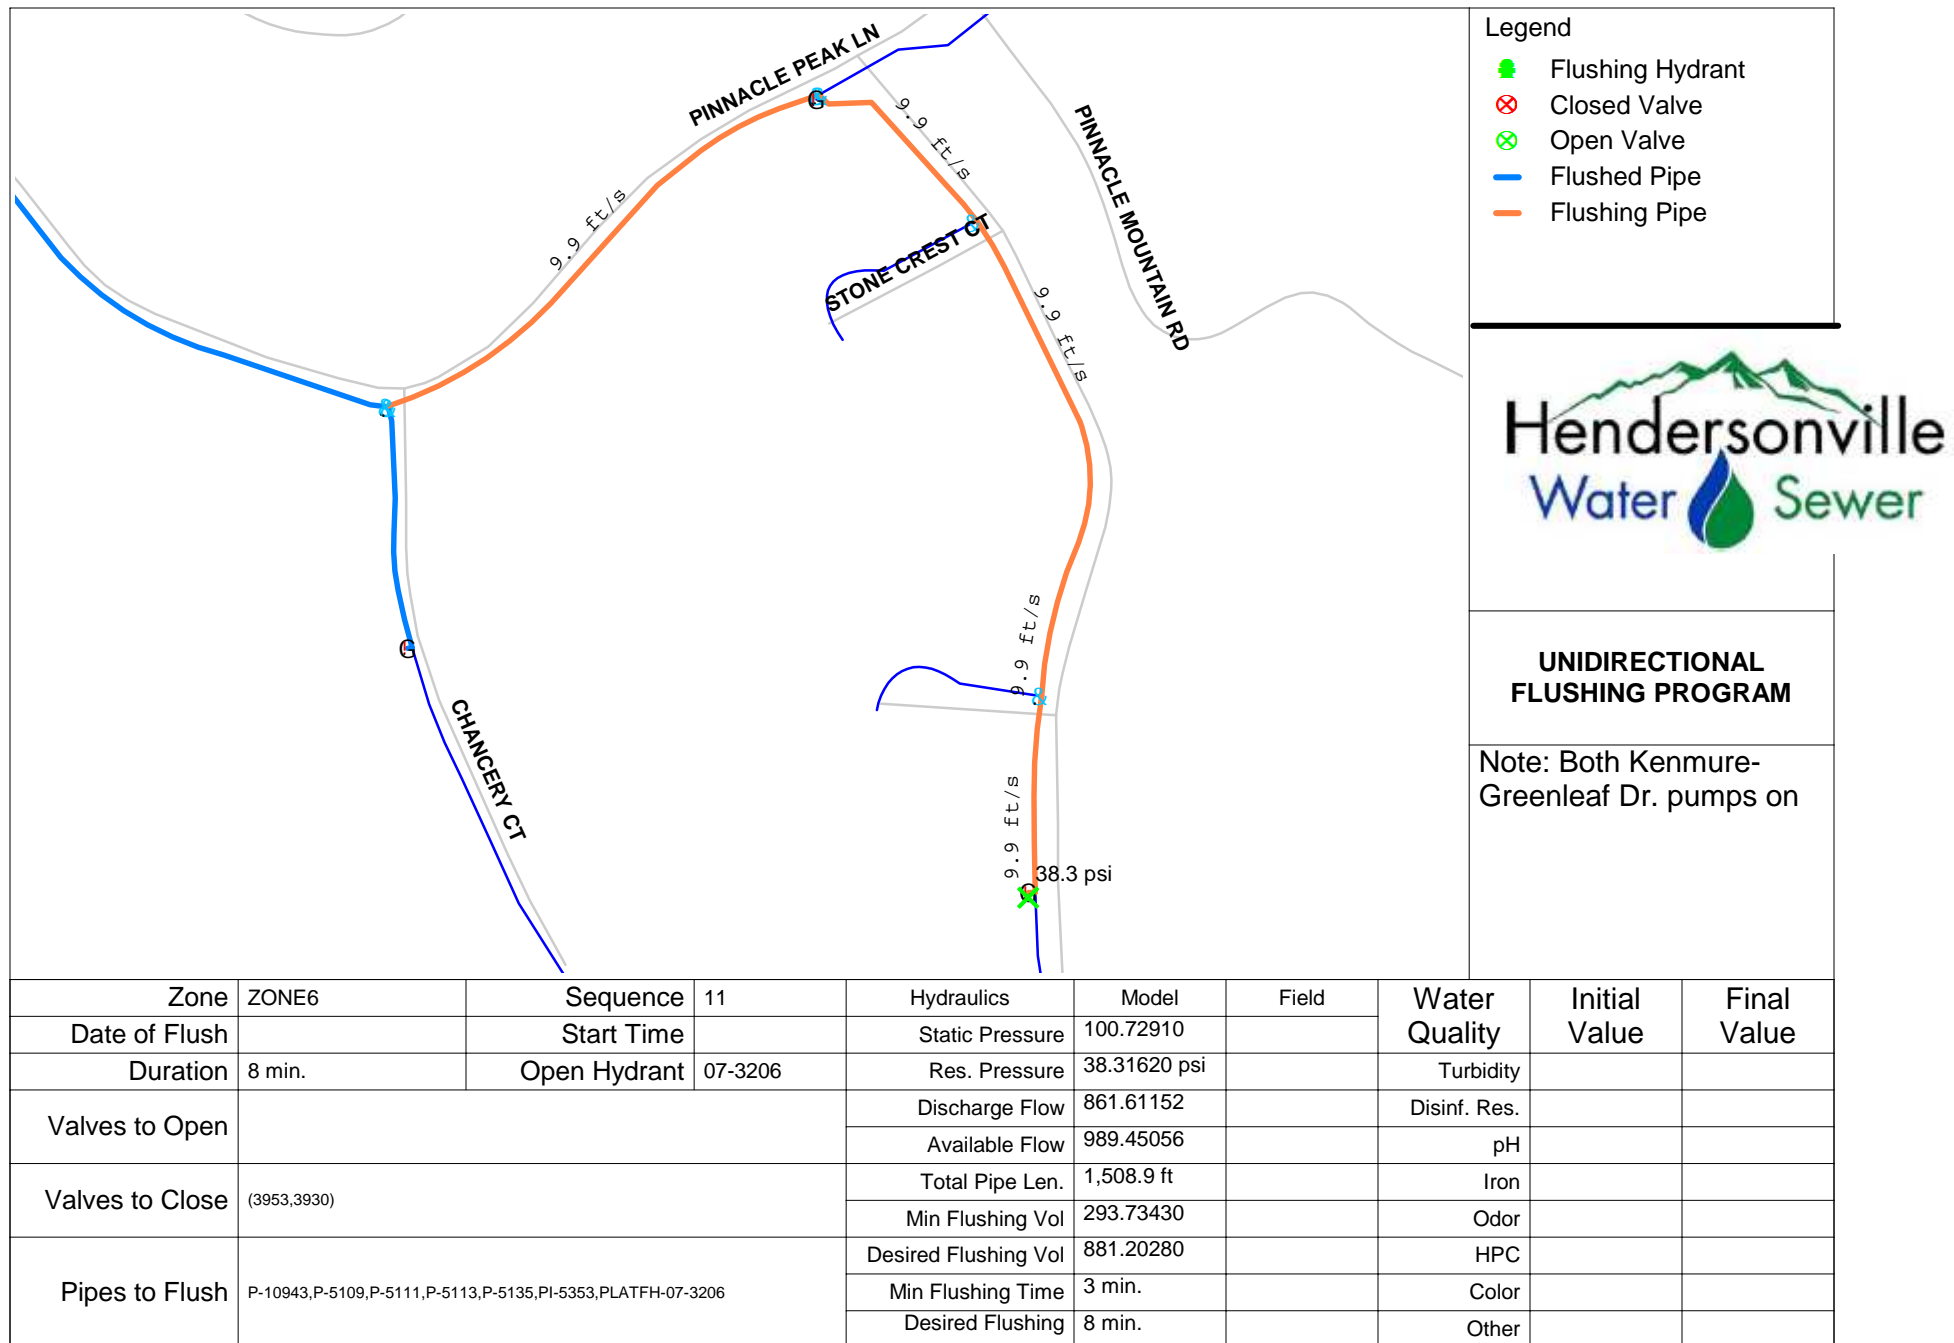 PINNACLE PEAK LN
9.9 ft/s
PINNACLE MOUNTAIN RD
9.9 ft/s
STONE CREST CT
9.9 ft/s
9.9 ft/s
CHANCERY CT
9.9 ft/s
38.3 psi
G
G
G
&
&
&
Legend
Flushing Hydrant
Closed Valve
Open Valve
Flushed Pipe
Flushing Pipe
Hendersonville
Water Sewer
UNIDIRECTIONAL
FLUSHING PROGRAM
Note: Both Kenmure-
Greenleaf Dr. pumps on
Zone ZONE6 Sequence 11 Hydraulics Model Field Water Quality Initial Value Final Value
Date of Flush Start Time Static Pressure 100.72910
Duration 8 min. Open Hydrant 07-3206 Res. Pressure 38.31620 psi Turbidity
Valves to Open Discharge Flow 861.61152 Disinf. Res.
Available Flow 989.45056 pH
Valves to Close (3953,3930) Total Pipe Len. 1,508.9 ft Iron
Min Flushing Vol 293.73430 Odor
Desired Flushing Vol 881.20280 HPC
Pipes to Flush P-10943,P-5109,P-5111,P-5113,P-5135,PI-5353,PLATFH-07-3206 Min Flushing Time 3 min. Color
Desired Flushing 8 min. Other